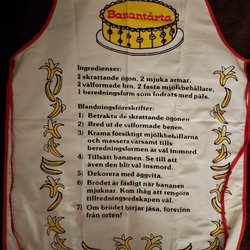 Banantårta
Ingredienser:
2 skrattande ögon, 2 mjuka armar.
2 välformade ben, 2 fasta mjölkbehållare.
1 beredningsform som fodrats med päls.
Blandningsföreskrifter:
1) Betrakta de skrattande ögonen
2) Bred ut de välformade benen.
3) Krama försiktigt mjölkbehållarna
och massera varsamt tills
beredningsformen är väl insmord.
4) Tillsätt bananen. Se till att
även den blir väl insmord.
5) Dekorera med äggvita.
6) Brödet är färdigt när bananen
mjuknar. Kom ihåg att rengöra
tillredningsredskapen väl.
7) Om brödet börjar jäsa, försvinn
från orten!